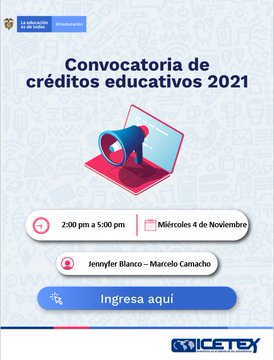 La educación
es de todos
Mineducación
Convocatoria de
créditos educativos 2021
2:00 pm a 5:00 pm
Miércoles 4 de Noviembre
Jennyfer Blanco – Marcelo Camacho
Ingresa aquí
ICETEX